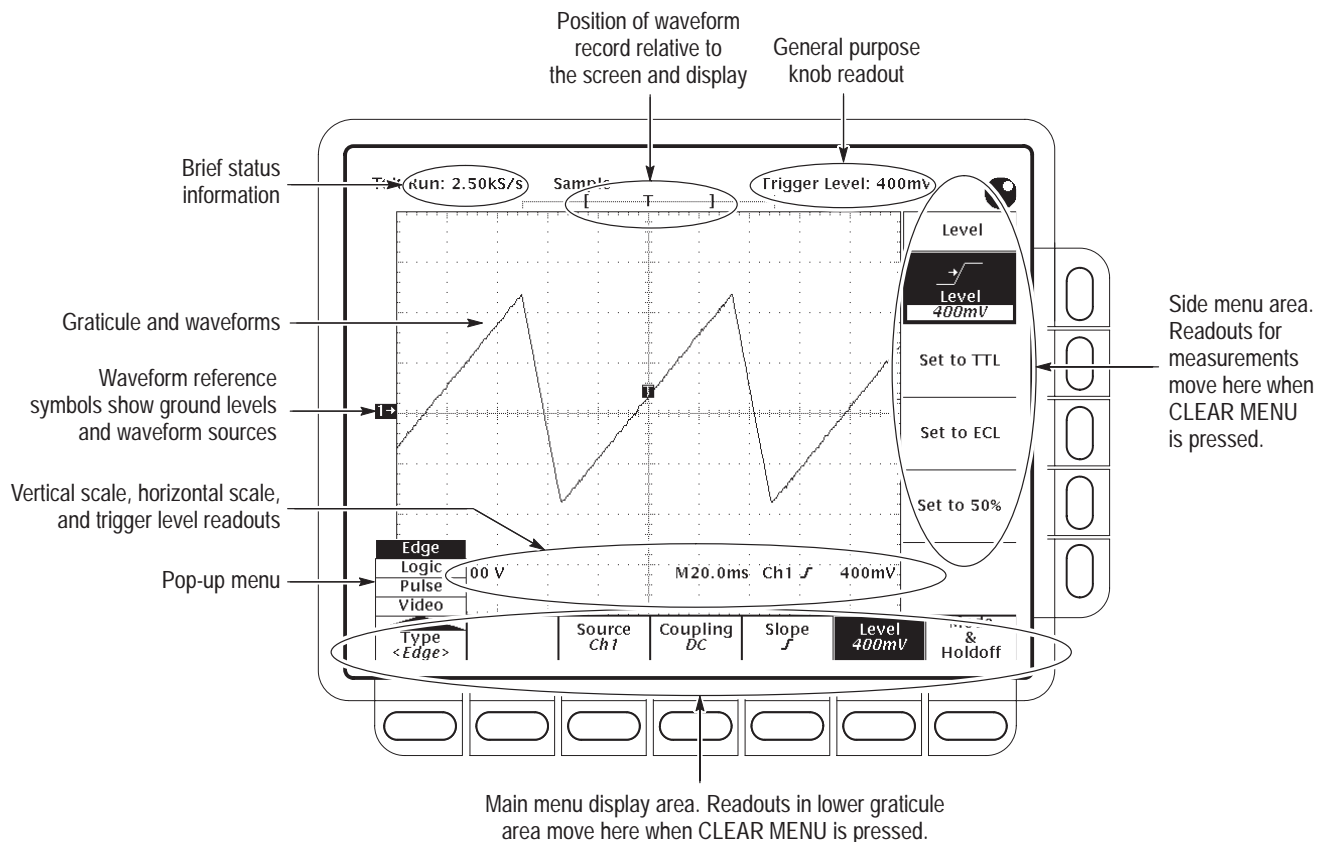 Position of waveform
record relative to
the screen and display
General purpose
knob readout
Brief status
information
Run: 2.50kS/s
Sample
Trigger Level: 400mV
[ T ]
Level
Level
400mV
Set to TTL
Set to ECL
Set to 50%
Side menu area.
Readouts for
measurements
move here when
CLEAR MENU
is pressed.
Graticule and waveforms
Waveform reference
symbols show ground levels
and waveform sources
1→
T
Vertical scale, horizontal scale,
and trigger level readouts
Pop-up menu
Edge
Logic
Pulse
Video
00 V
M20.0ms Ch1 400mV
Type
<Edge>
Source
Ch1
Coupling
DC
Slope
Level
400mV
&
Holdoff
Main menu display area. Readouts in lower graticule
area move here when CLEAR MENU is pressed.